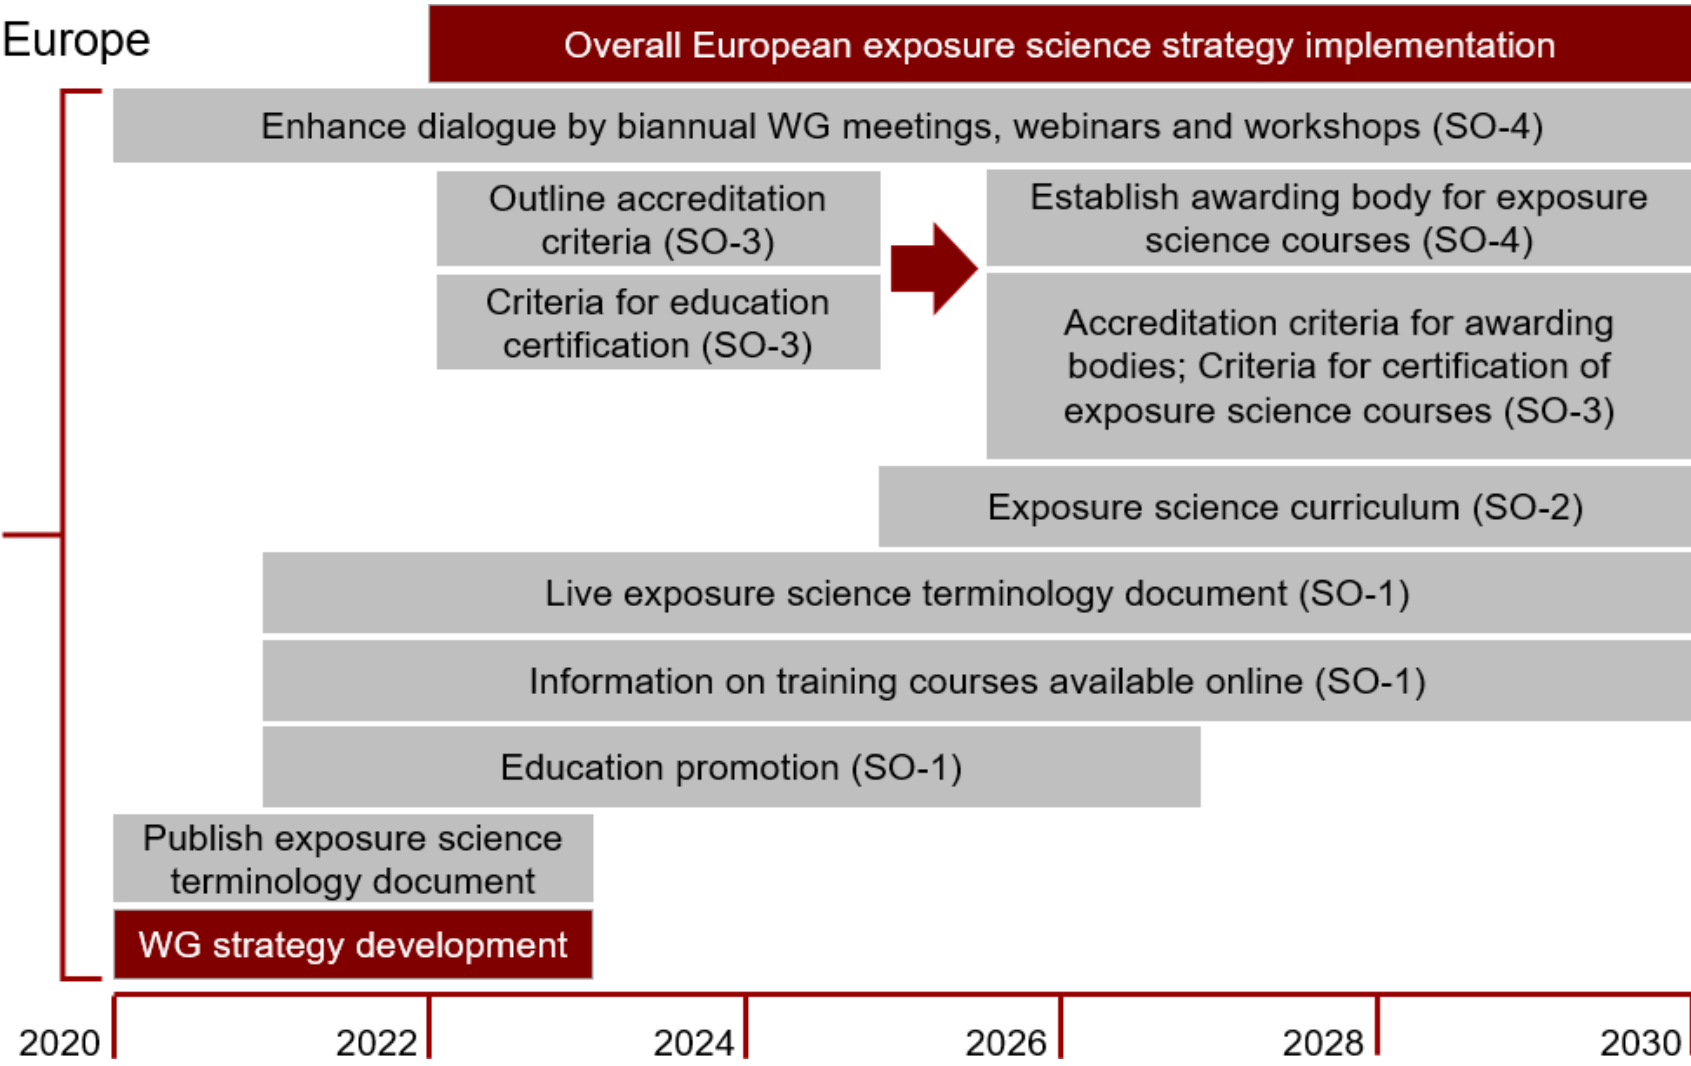 Europe
Overall European exposure science strategy implementation
Enhance dialogue by biannual WG meetings, webinars and workshops (SO-4)
Outline accreditation
criteria (SO-3)
Establish awarding body for exposure
science courses (SO-4)
Criteria for education
certification (SO-3)
Accreditation criteria for awarding
bodies; Criteria for certification of
exposure science courses (SO-3)
Exposure science curriculum (SO-2)
Live exposure science terminology document (SO-1)
Information on training courses available online (SO-1)
Education promotion (SO-1)
Publish exposure science
terminology document
WG strategy development
2020 2022 2024 2026 2028 2030